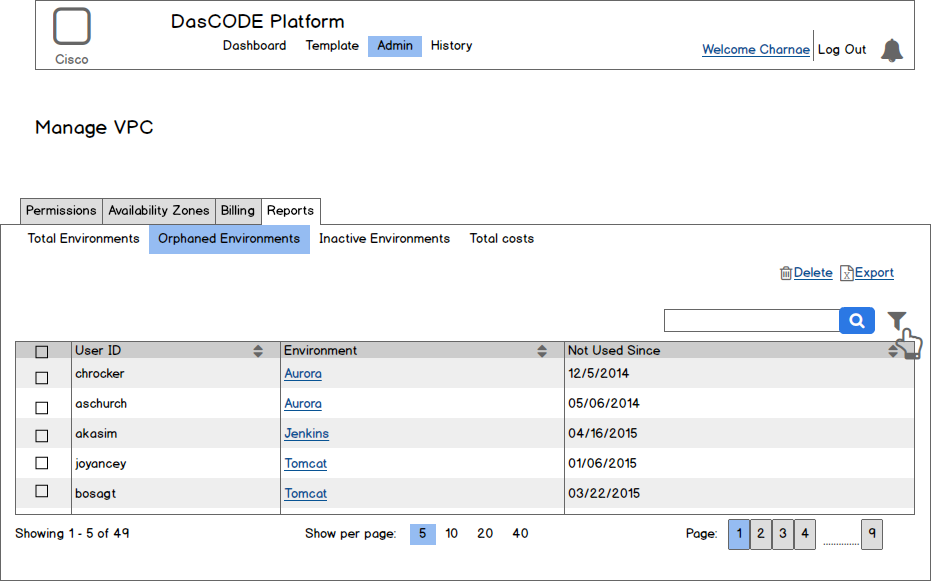 DasCODE Platform
Cisco
Dashboard Template Admin History
Welcome Charnae Log Out
Manage VPC
Permissions Availability Zones Billing Reports
Total Environments Orphaned Environments Inactive Environments Total costs
Delete X Export
User ID Environment Not Used Since
chrocker Aurora 12/5/2014
aschurch Aurora 05/06/2014
akasim Jenkins 04/16/2015
joyancey Tomcat 01/06/2015
bosagt Tomcat 03/22/2015
Showing 1 - 5 of 49 Show per page: 5 10 20 40 Page: 1 2 3 4 .............. 9